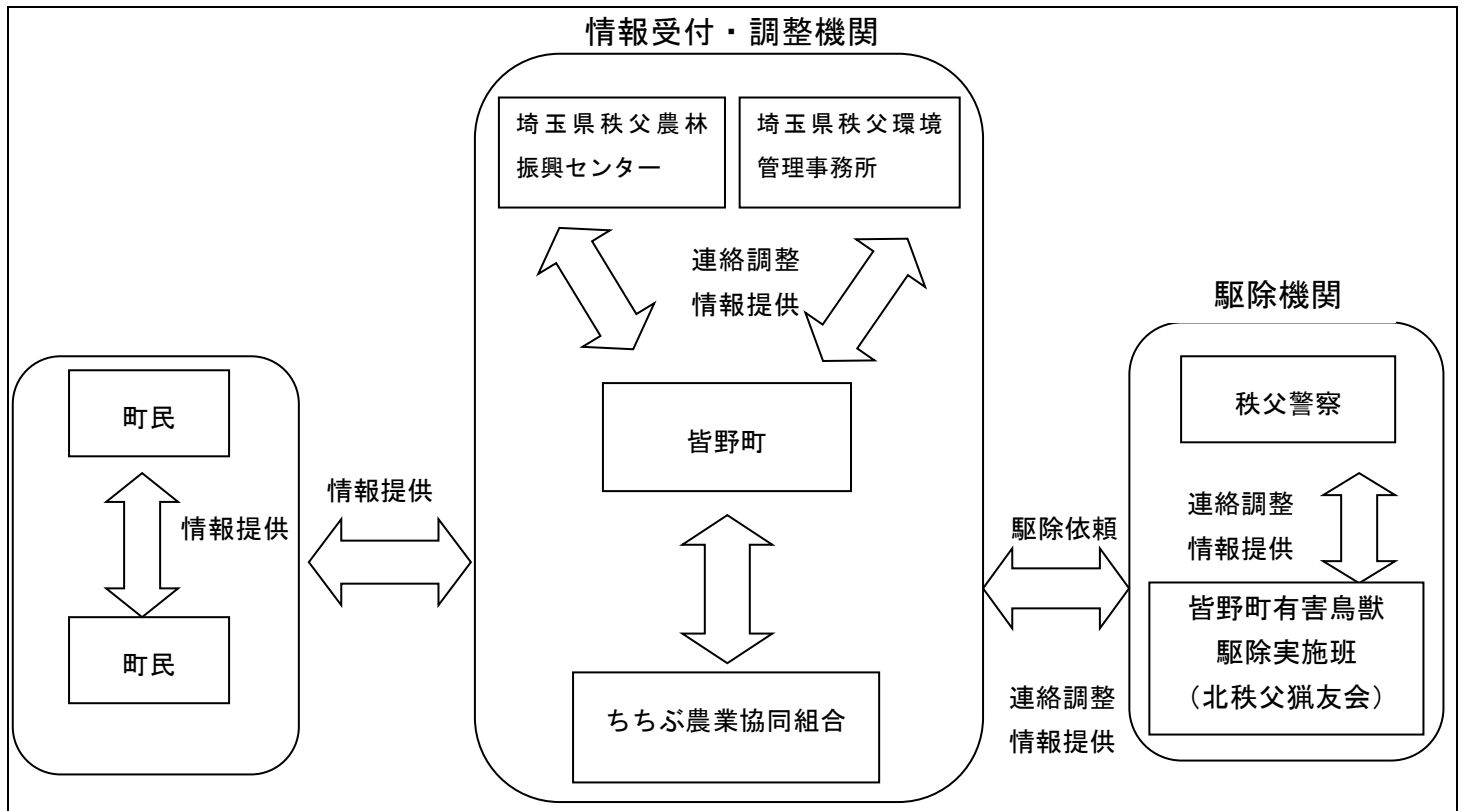 情報受付・調整機関
埼玉県秩父農林
振興センター
埼玉県秩父環境
管理事務所
連絡調整
情報提供
皆野町
ちちぶ農業協同組合
町民
情報提供
町民
情報提供
駆除依頼
連絡調整
情報提供
駆除機関
秩父警察
連絡調整
情報提供
皆野町有害鳥獣
駆除実施班
（北秩父猟友会）